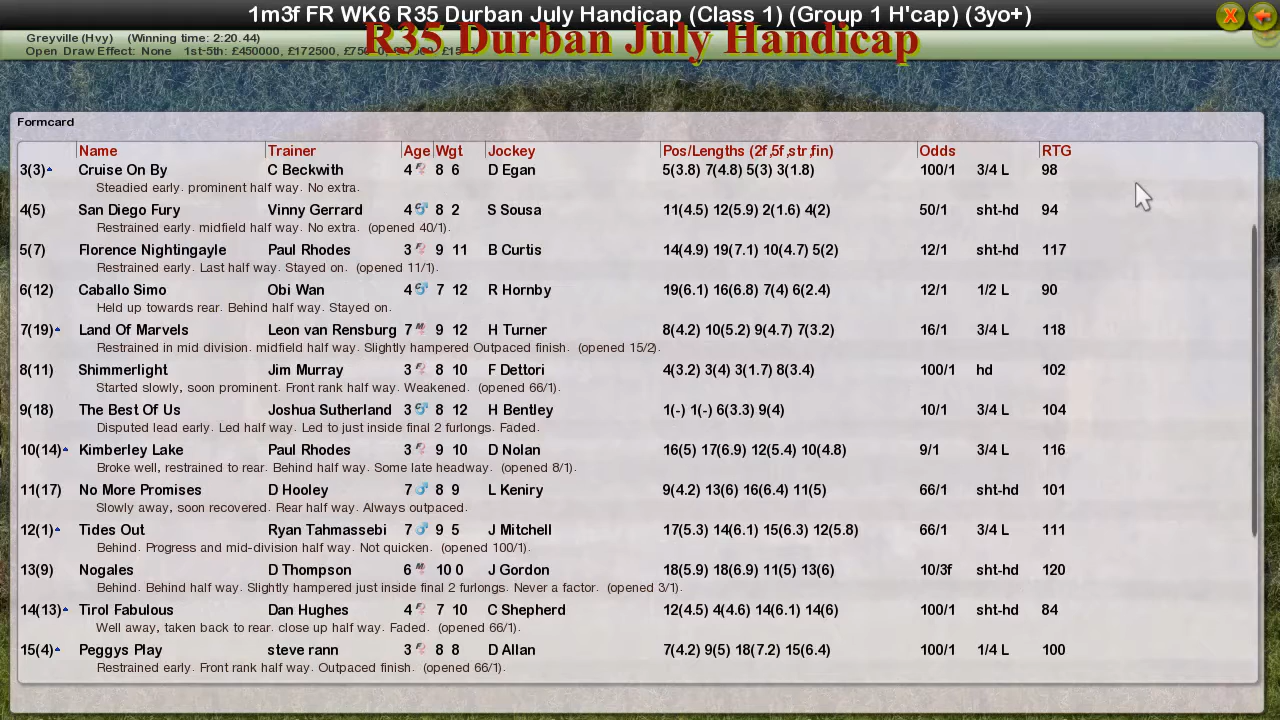 1m3f FR WK6 R35 Durban July Handicap (Class 1) (Group 1 H'cap) (3yo+)
Greyville (Hvy) (Winning time: 2:20.44)
R35 Durban July Handicap
Open Draw Effect: None 1st-5th: £450000, £172500,
Formcard
Name Trainer Age Wgt Jockey Pos/Lengths (2f,5f,str,fin) Odds RTG
3(3) Cruise On By C Beckwith 4 8 6 D Egan 5(3.8) 7(4.8) 5(3) 3(1.8) 100/1 3/4 L 98
Steadied early. prominent half way. No extra.
4(5) San Diego Fury Vinny Gerrard 4 8 2 S Sousa 11(4.5) 12(5.9) 2(1.6) 4(2) 50/1 sht-hd 94
Restrained early. midfield half way. No extra. (opened 40/1).
5(7) Florence Nightingayle Paul Rhodes 3 9 11 B Curtis 14(4.9) 19(7.1) 10(4.7) 5(2) 12/1 sht-hd 117
Restrained early. Last half way. Stayed on. (opened 11/1).
6(12) Caballo Simo Obi Wan 4 7 12 R Hornby 19(6.1) 16(6.8) 7(4) 6(2.4) 12/1 1/2 L 90
Held up towards rear. Behind half way. Stayed on.
7(19) Land Of Marvels Leon van Rensburg 7 9 12 H Turner 8(4.2) 10(5.2) 9(4.7) 7(3.2) 16/1 3/4 L 118
Restrained in mid division. midfield half way. Slightly hampered Outpaced finish. (opened 15/2).
8(11) Shimmerlight Jim Murray 3 8 10 F Dettori 4(3.2) 3(4) 3(1.7) 8(3.4) 100/1 hd 102
Started slowly, soon prominent. Front rank half way. Weakened. (opened 66/1).
9(18) The Best Of Us Joshua Sutherland 3 8 12 H Bentley 1(-) 1(-) 6(3.3) 9(4) 10/1 3/4 L 104
Disputed lead early. Led half way. Led to just inside final 2 furlongs. Faded.
10(14) Kimberley Lake Paul Rhodes 3 9 10 D Nolan 16(5) 17(6.9) 12(5.4) 10(4.8) 9/1 3/4 L 116
Broke well, restrained to rear. Behind half way. Some late headway. (opened 8/1).
11(17) No More Promises D Hooley 7 8 9 L Keniry 9(4.2) 13(6) 16(6.4) 11(5) 66/1 sht-hd 101
Slowly away, soon recovered. Rear half way. Always outpaced.
12(1) Tides Out Ryan Tahmassebi 7 9 5 J Mitchell 17(5.3) 14(6.1) 15(6.3) 12(5.8) 66/1 3/4 L 111
Behind. Progress and mid-division half way. Not quicken. (opened 100/1).
13(9) Nogales D Thompson 6 10 0 J Gordon 18(5.9) 18(6.9) 11(5) 13(6) 10/3f sht-hd 120
Behind. Behind half way. Slightly hampered just inside final 2 furlongs. Never a factor. (opened 3/1).
14(13) Tirol Fabulous Dan Hughes 4 7 10 C Shepherd 12(4.5) 4(4.6) 14(6.1) 14(6) 100/1 sht-hd 84
Well away, taken back to rear. close up half way. Faded. (opened 66/1).
15(4) Peggys Play steve rann 3 8 8 D Allan 7(4.2) 9(5) 18(7.2) 15(6.4) 100/1 1/4 L 100
Restrained early. Front rank half way. Outpaced finish. (opened 66/1).